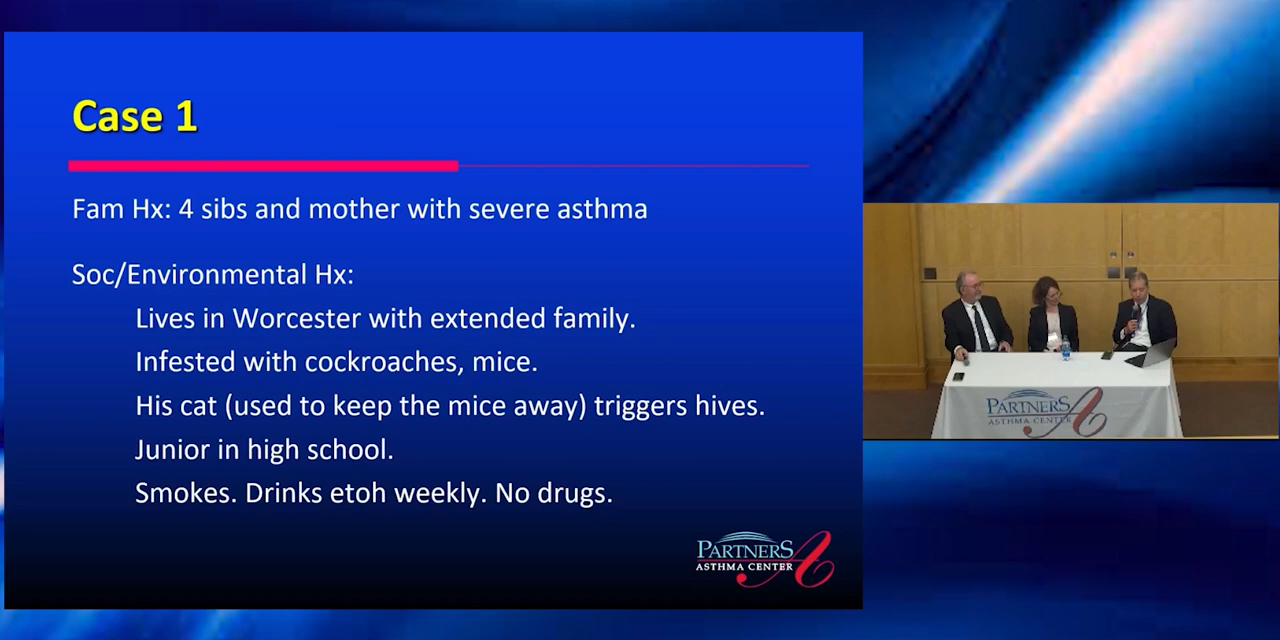 Case 1
Fam Hx: 4 sibs and mother with severe asthma
Soc/Environmental Hx:
Lives in Worcester with extended family.
Infested with cockroaches, mice.
His cat (used to keep the mice away) triggers hives.
Junior in high school.
Smokes. Drinks etoh weekly. No drugs.
PARTNERS
ASTHMA CENTER
PARTNERS
ASTHMA CENTER